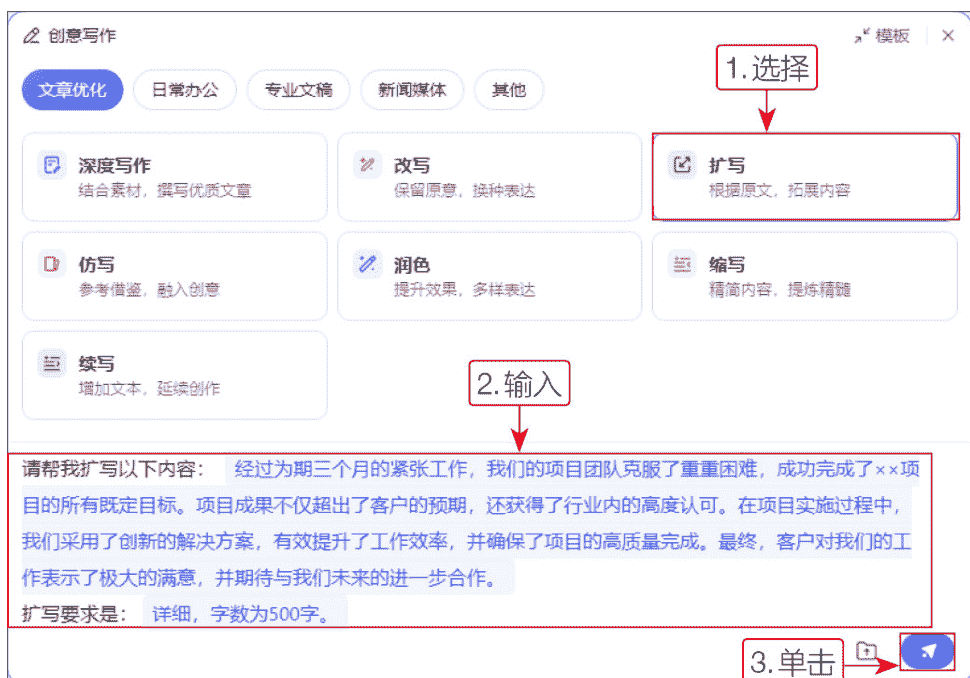 创意写作
模板
1.选择
文章优化
日常办公
专业文稿
新闻媒体
其他
深度写作
结合素材，撰写优质文章
改写
保留原意，换种表达
扩写
根据原文，拓展内容
仿写
参考借鉴，融入创意
润色
提升效果，多样表达
缩写
精简内容，提炼精髓
续写
增加文本，延续创作
2.输入
请帮我扩写以下内容： 经过为期三个月的紧张工作，我们的项目团队克服了重重困难，成功完成了××项
目的所有既定目标。项目成果不仅超出了客户的预期，还获得了行业内的高度认可。在项目实施过程中，
我们采用了创新的解决方案，有效提升了工作效率，并确保了项目的高质量完成。最终，客户对我们的工
作表示了极大的满意，并期待与我们未来的进一步合作。
扩写要求是： 详细，字数为500字。
3.单击